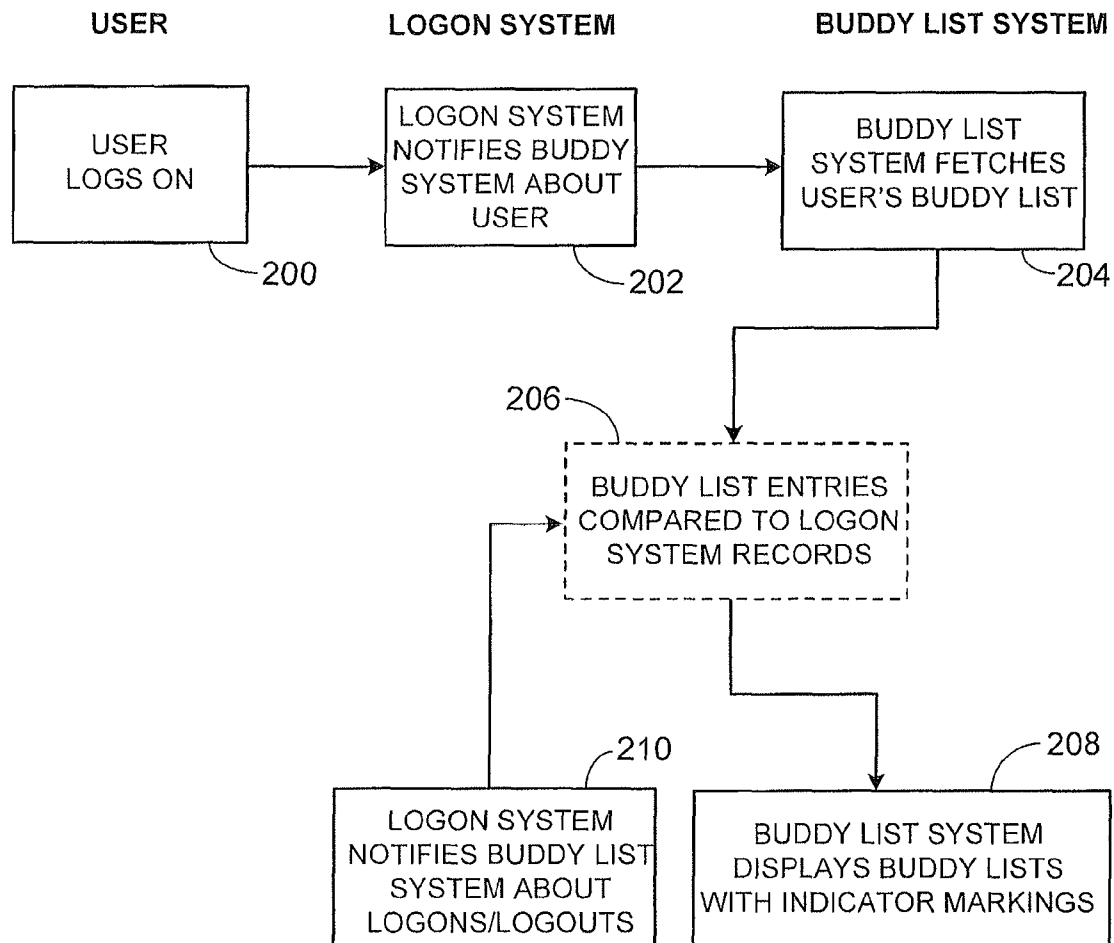 USER
LOGON SYSTEM
BUDDY LIST SYSTEM
USER
LOGS ON
200
LOGON SYSTEM
NOTIFIES BUDDY
SYSTEM ABOUT
USER
202
BUDDY LIST
SYSTEM FETCHES
USER'S BUDDY LIST
204
206
BUDDY LIST ENTRIES
COMPARED TO LOGON
SYSTEM RECORDS
210
LOGON SYSTEM
NOTIFIES BUDDY LIST
SYSTEM ABOUT
LOGONS/LOGOUTS
208
BUDDY LIST SYSTEM
DISPLAYS BUDDY LISTS
WITH INDICATOR MARKINGS